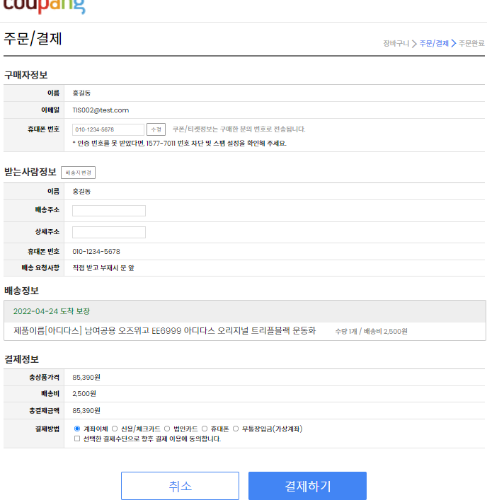 coupang
주문/결제
장바구니 > 주문/결제 > 주문완료
구매자정보
이름 홍길동
이메일 TIS002@test.com
휴대폰 번호 010-1234-5678 수정 쿠폰/티켓정보는 구매한 분의 번호로 전송됩니다.
* 인증 번호를 못 받았다면, 1577-7011 번호 차단 및 스팸 설정을 확인해 주세요.
받는사람정보 배송지변경
이름 홍길동
배송주소
상세주소
휴대폰 번호 010-1234-5678
배송 요청사항 직접 받고 부재시 문 앞
배송정보
2022-04-24 도착 보장
제품이름[아디다스] 남여공용 오즈위고 EE6999 아디다스 오리지널 트리플블랙 운동화 수량 1개 / 배송비 2,500원
결제정보
총상품가격 85,390원
배송비 2,500원
총결제금액 85,390원
결제방법 계좌이체 신용/체크카드 법인카드 휴대폰 무통장입금(가상계좌)
선택한 결제수단으로 향후 결제 이용에 동의합니다.
취소 결제하기